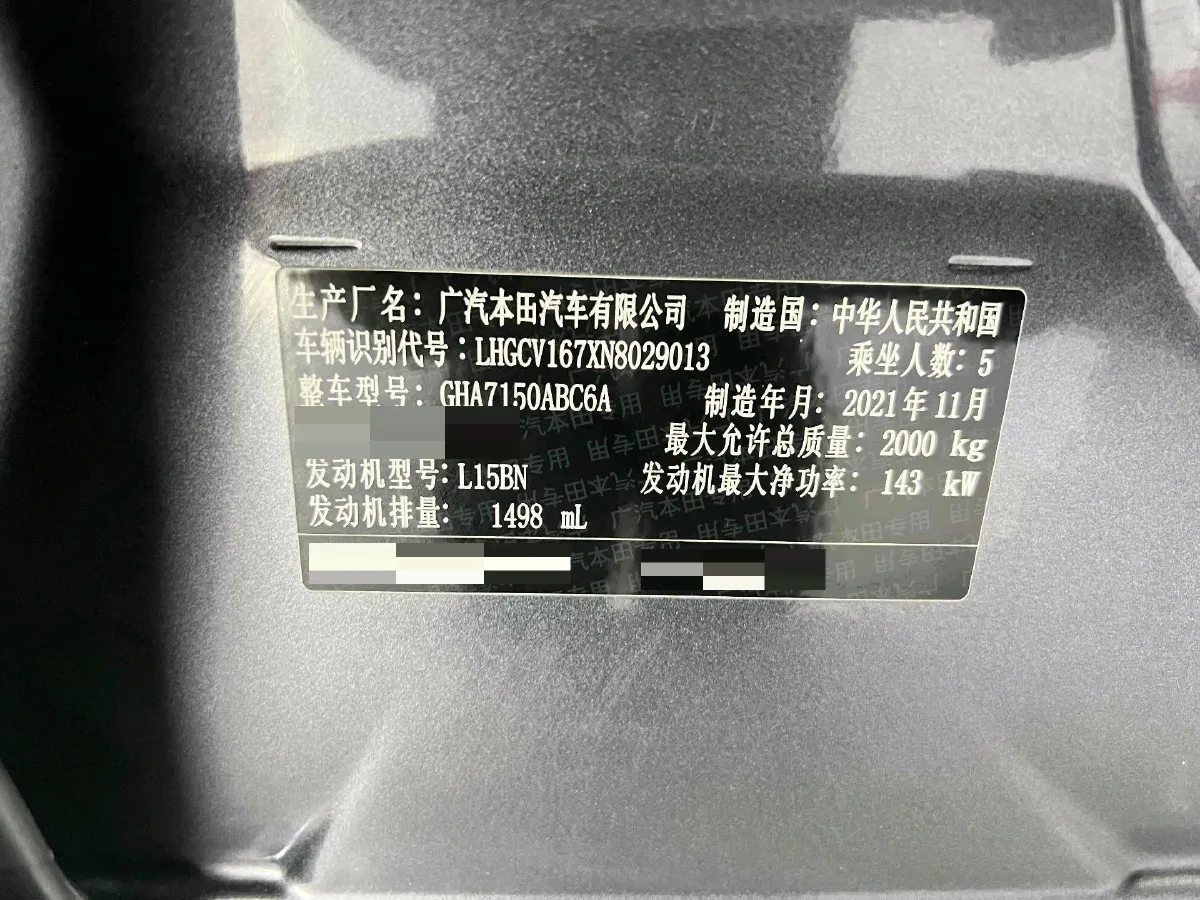 生产厂名：广汽本田汽车有限公司 制造国：中华人民共和国
车辆识别代号：LHGCV167XN8029013 乘坐人数：5
整车型号：GHA7150ABC6A 制造年月：2021年11月
最大允许总质量：2000 kg
发动机型号：L15BN 发动机最大净功率：143 kW
发动机排量：1498 mL